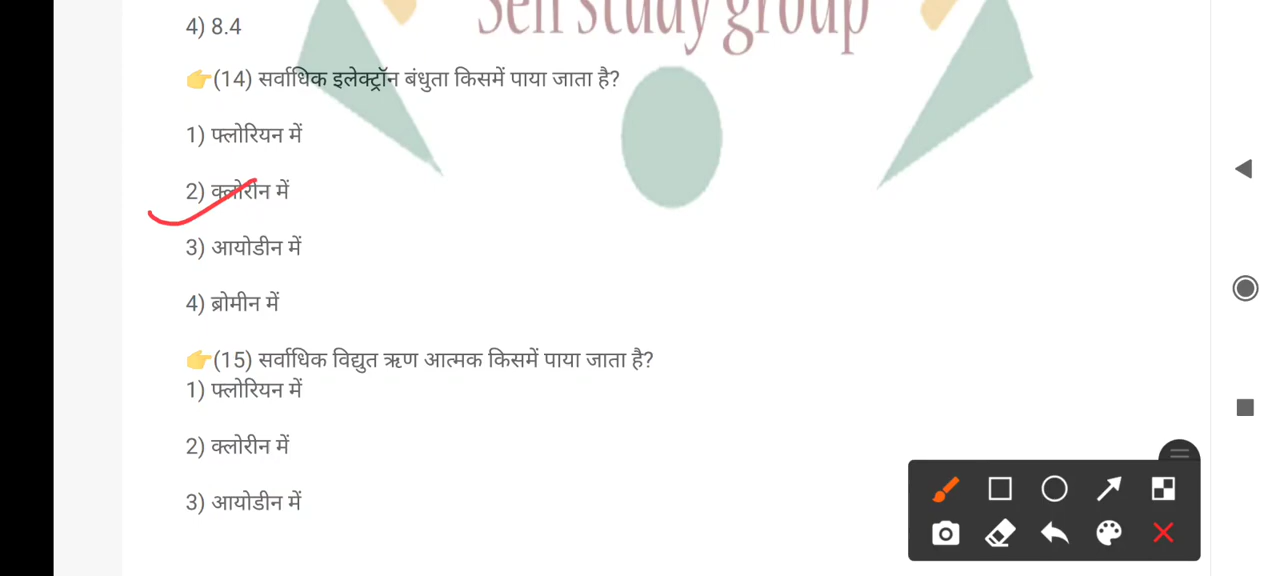 Self study group
4) 8.4
👉(14) सर्वाधिक इलेक्ट्रॉन बंधुता किसमें पाया जाता है?
1) फ्लोरियन में
2) क्लोरीन में
3) आयोडीन में
4) ब्रोमीन में
👉(15) सर्वाधिक विद्युत ऋण आत्मक किसमें पाया जाता है?
1) फ्लोरियन में
2) क्लोरीन में
3) आयोडीन में